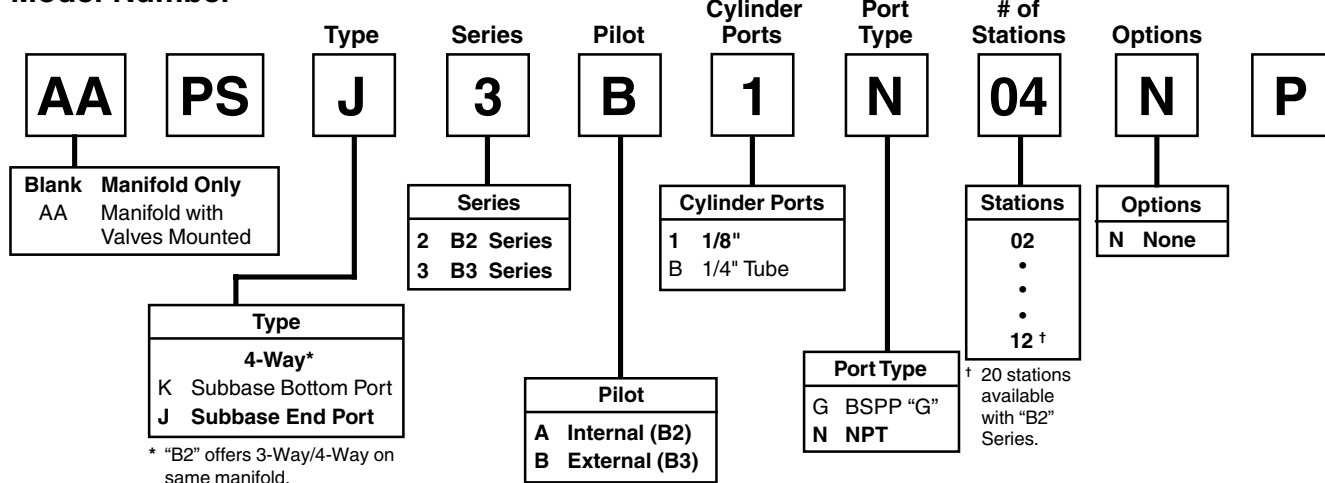 Model Number
Type
Series
Pilot
Cylinder
Ports
Port
Type
# of
Stations
Options
AA PS J 3 B 1 N 04 N P
Blank Manifold Only
AA Manifold with
Valves Mounted
Series
2 B2 Series
3 B3 Series
Cylinder Ports
1 1/8"
B 1/4" Tube
Stations
02
•
•
•
12 †
† 20 stations
available
with “B2”
Series.
Options
N None
Type
4-Way*
K Subbase Bottom Port
J Subbase End Port
* “B2” offers 3-Way/4-Way on
same manifold.
Pilot
A Internal (B2)
B External (B3)
Port Type
G BSPP “G”
N NPT